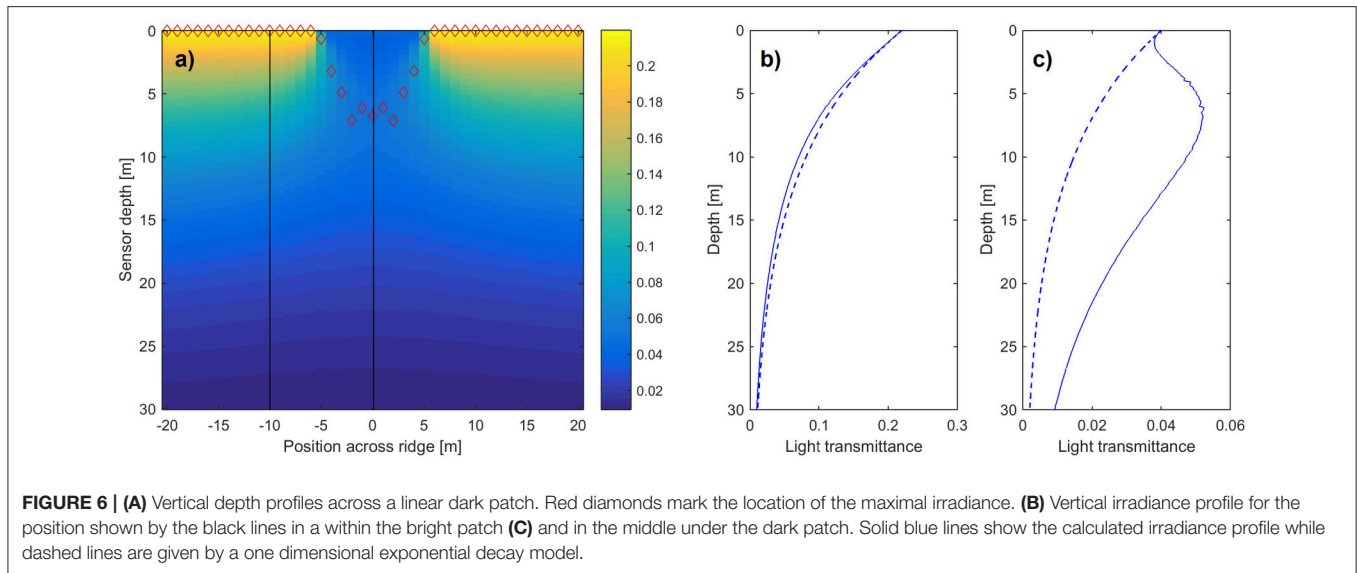 a)
0
5
10
15
20
25
30
Sensor depth [m]
-20 -15 -10 -5 0 5 10 15 20
Position across ridge [m]
0.2
0.18
0.16
0.14
0.12
0.1
0.08
0.06
0.04
0.02
b)
0
5
10
15
20
25
30
Depth [m]
0 0.1 0.2 0.3
Light transmittance
c)
0
5
10
15
20
25
30
Depth [m]
0 0.02 0.04 0.06
Light transmittance
FIGURE 6 | (A) Vertical depth profiles across a linear dark patch. Red diamonds mark the location of the maximal irradiance. (B) Vertical irradiance profile for the
position shown by the black lines in a within the bright patch (C) and in the middle under the dark patch. Solid blue lines show the calculated irradiance profile while
dashed lines are given by a one dimensional exponential decay model.